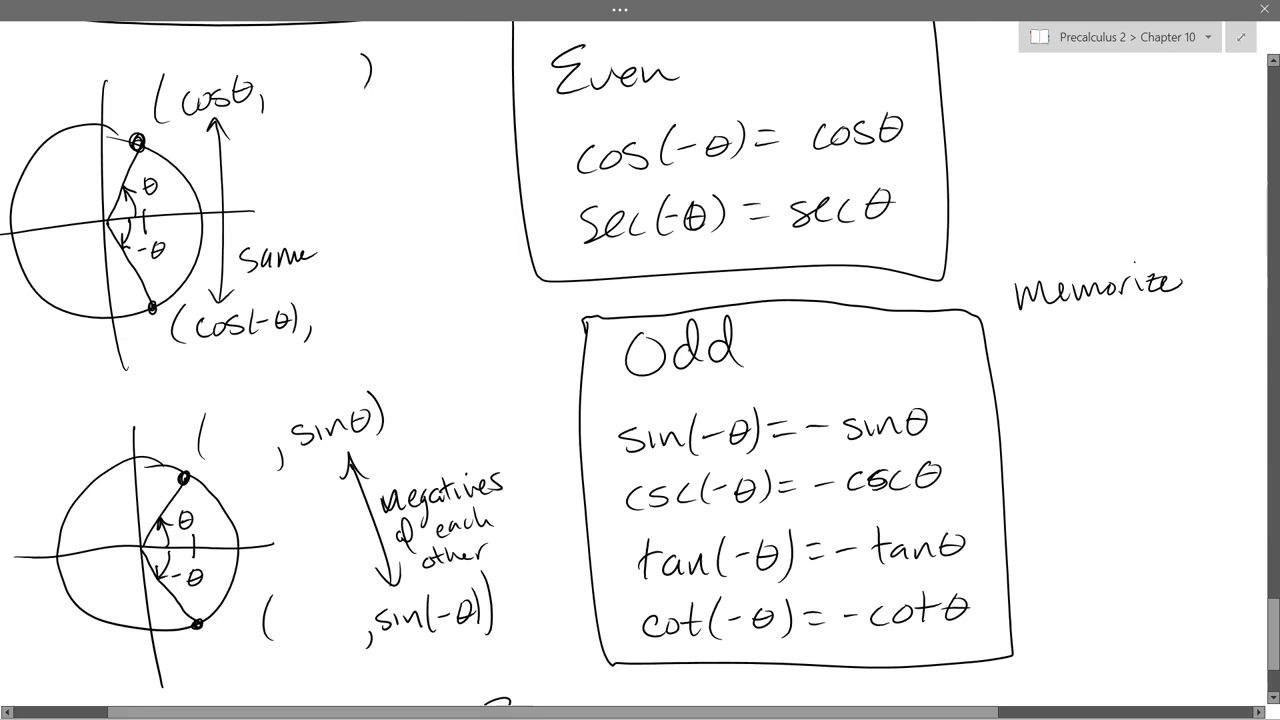 Precalculus 2 > Chapter 10
(cosθ, )
θ
-θ
same
(cos(-θ),
Even
cos(-θ) = cosθ
sec(-θ) = secθ
memorize
( , sinθ)
θ
-θ
negatives
of each
other
( , sin(-θ))
Odd
sin(-θ) = - sinθ
csc(-θ) = - cscθ
tan(-θ) = - tanθ
cot(-θ) = - cotθ